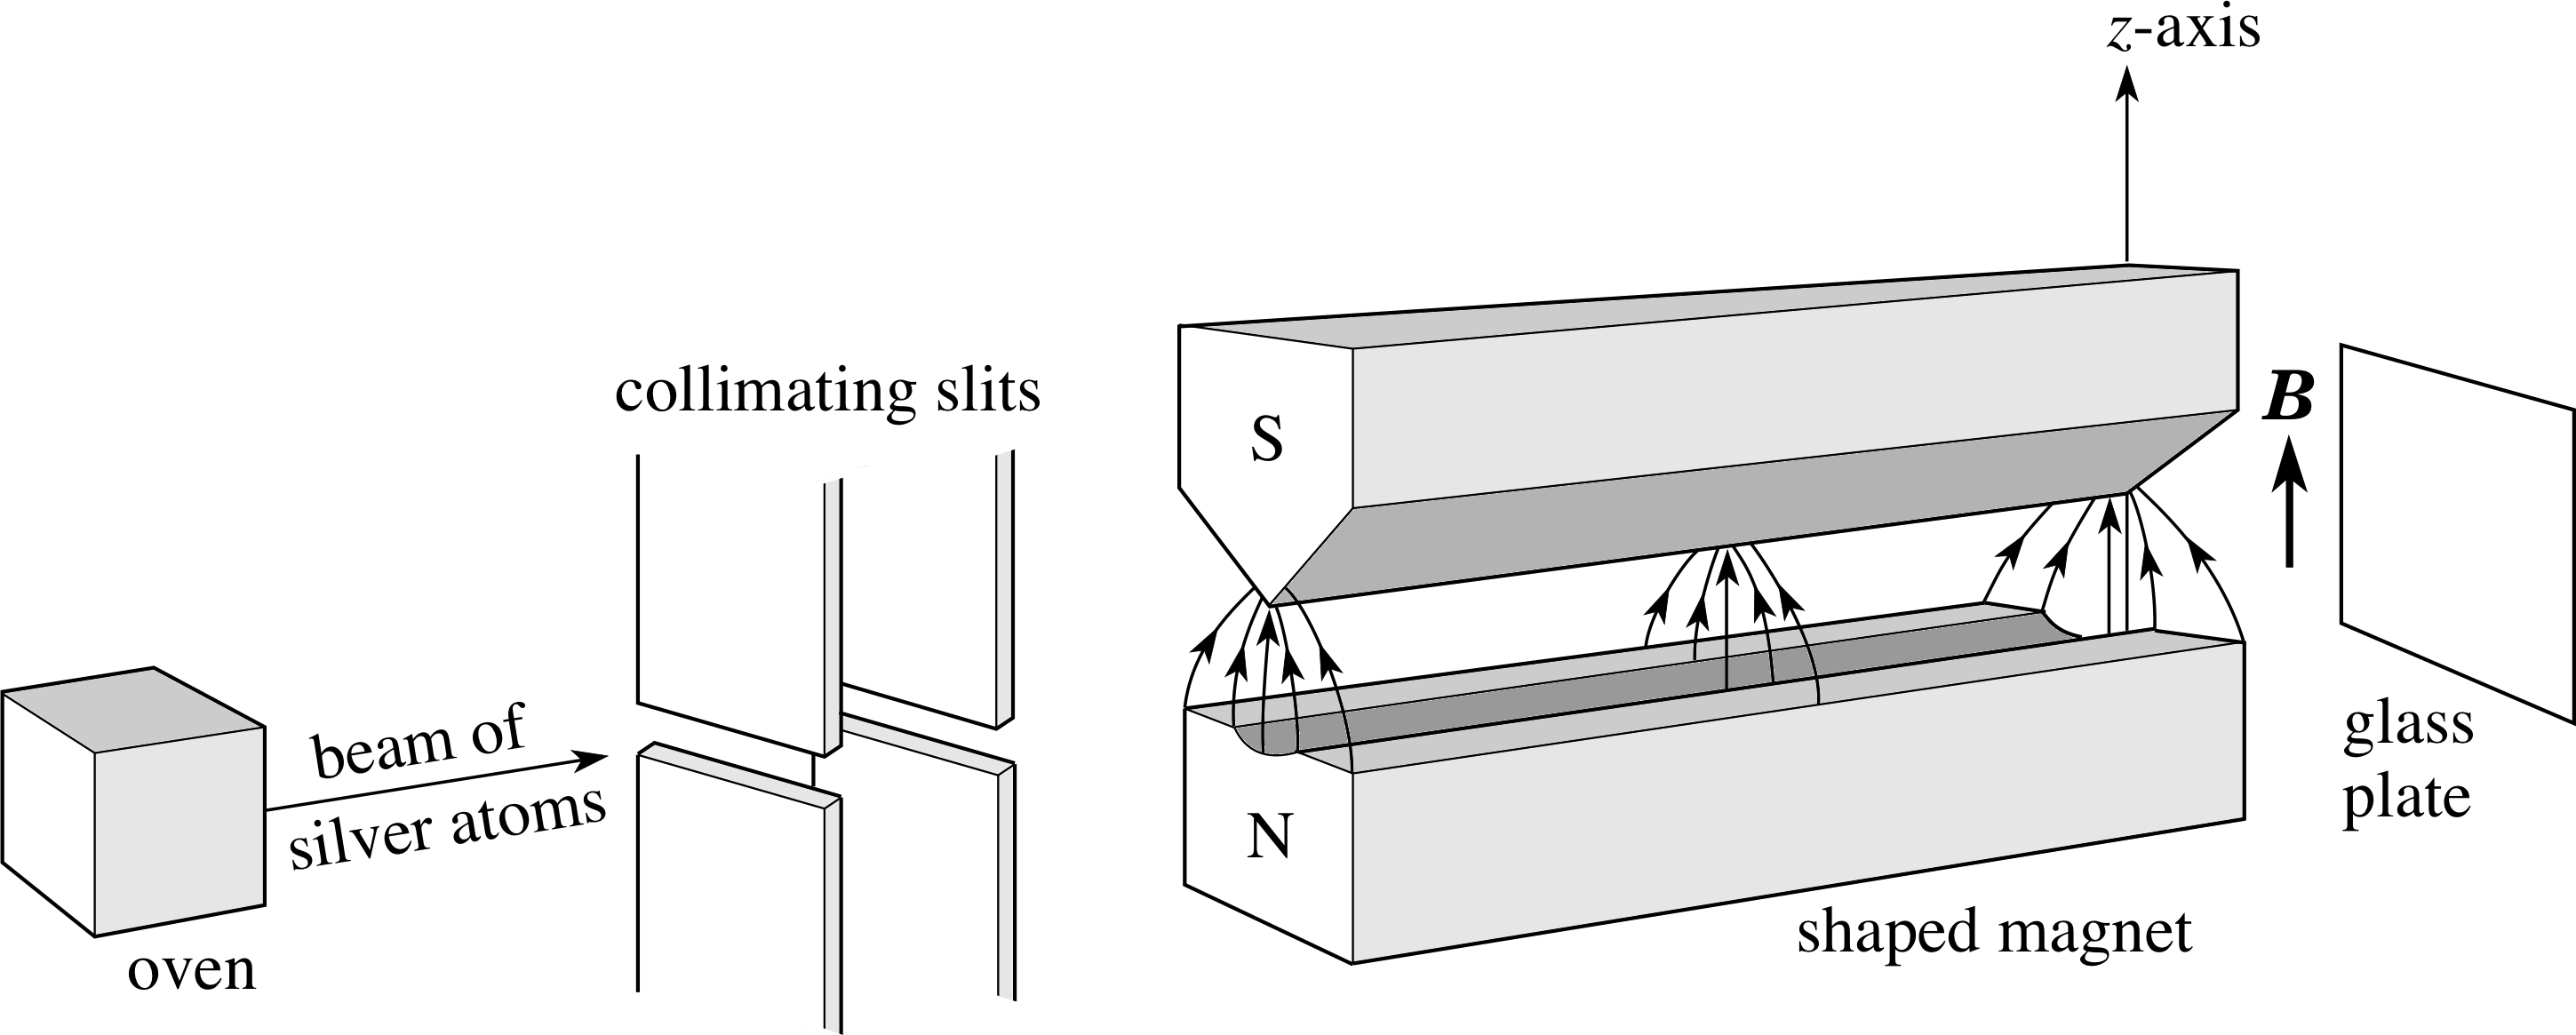 z-axis
collimating slits
S
B
beam of
silver atoms
glass
plate
N
shaped magnet
oven